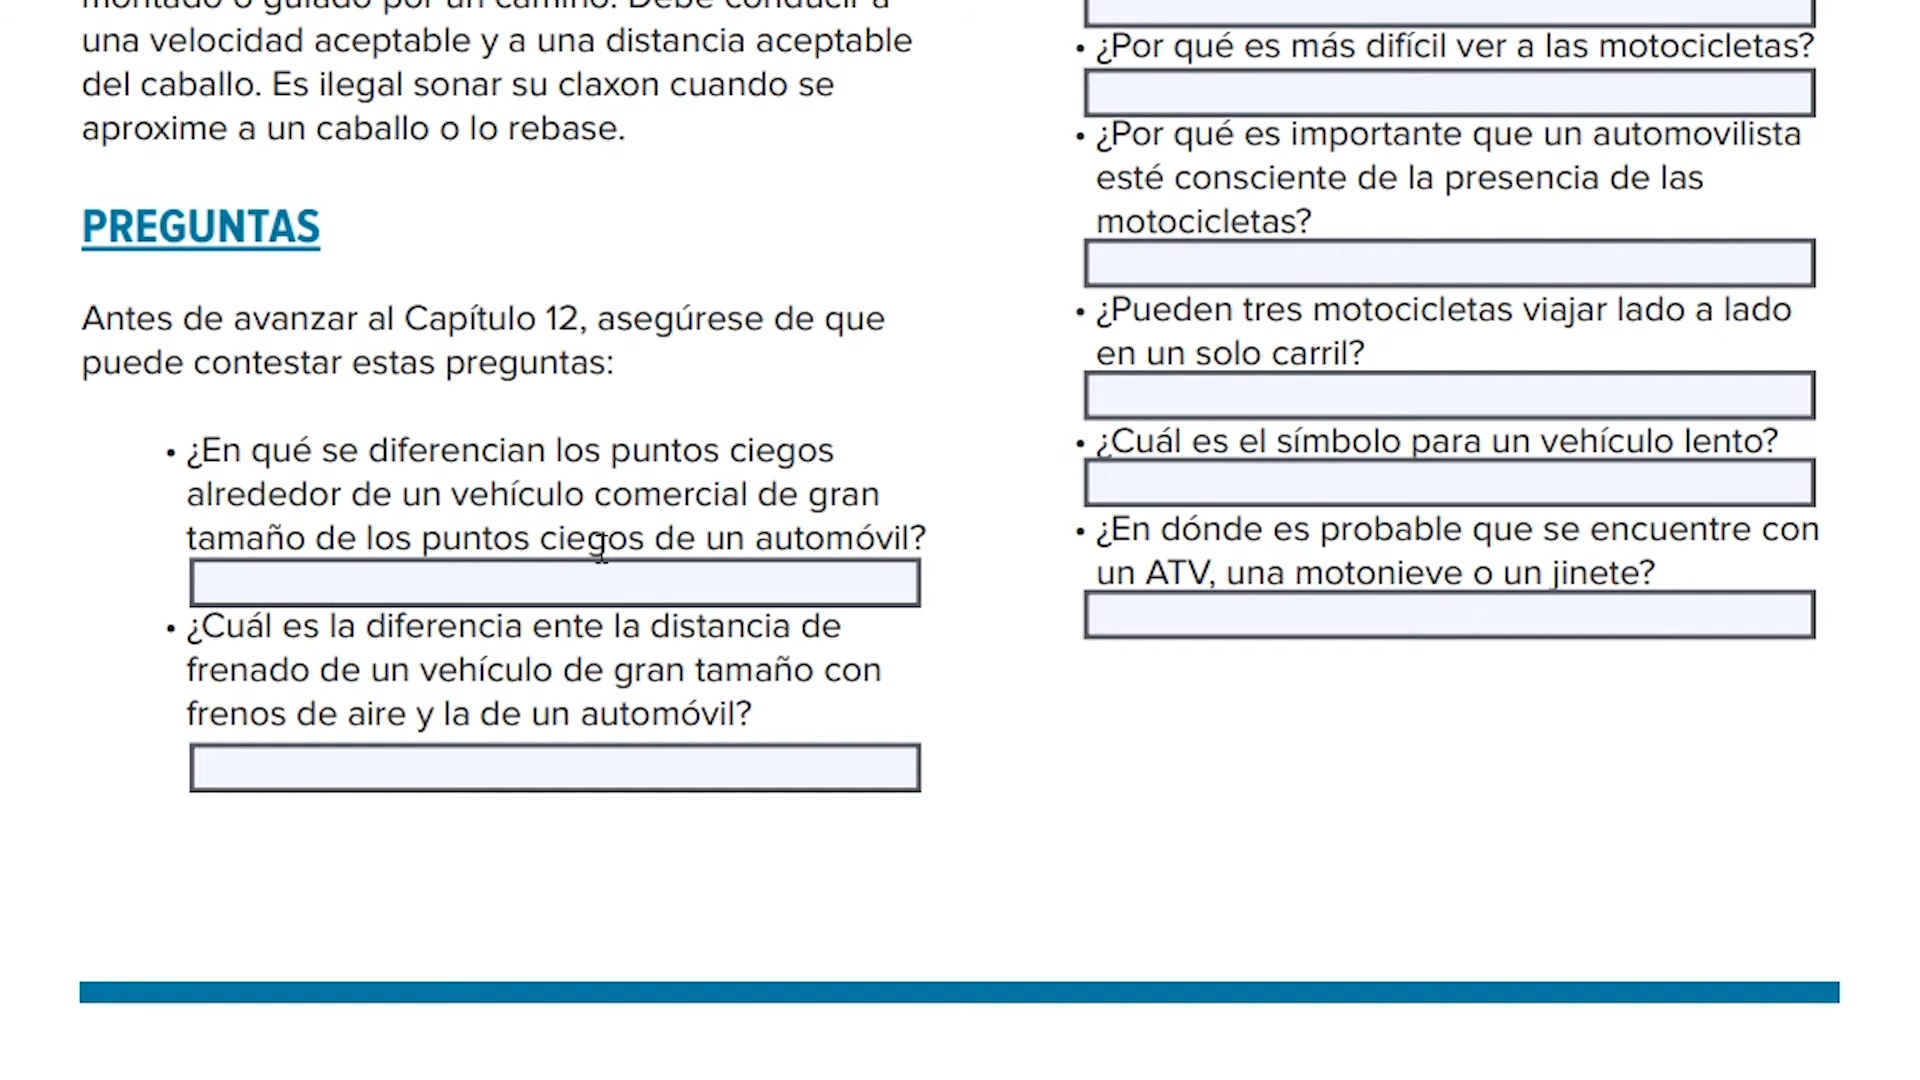 montado o guiado por un camino. Debe conducir a
una velocidad aceptable y a una distancia aceptable
del caballo. Es ilegal sonar su claxon cuando se
aproxime a un caballo o lo rebase.
PREGUNTAS
Antes de avanzar al Capítulo 12, asegúrese de que
puede contestar estas preguntas:
• ¿En qué se diferencian los puntos ciegos
alrededor de un vehículo comercial de gran
tamaño de los puntos ciegos de un automóvil?
• ¿Cuál es la diferencia ente la distancia de
frenado de un vehículo de gran tamaño con
frenos de aire y la de un automóvil?
• ¿Por qué es más difícil ver a las motocicletas?
• ¿Por qué es importante que un automovilista
esté consciente de la presencia de las
motocicletas?
• ¿Pueden tres motocicletas viajar lado a lado
en un solo carril?
• ¿Cuál es el símbolo para un vehículo lento?
• ¿En dónde es probable que se encuentre con
un ATV, una motonieve o un jinete?